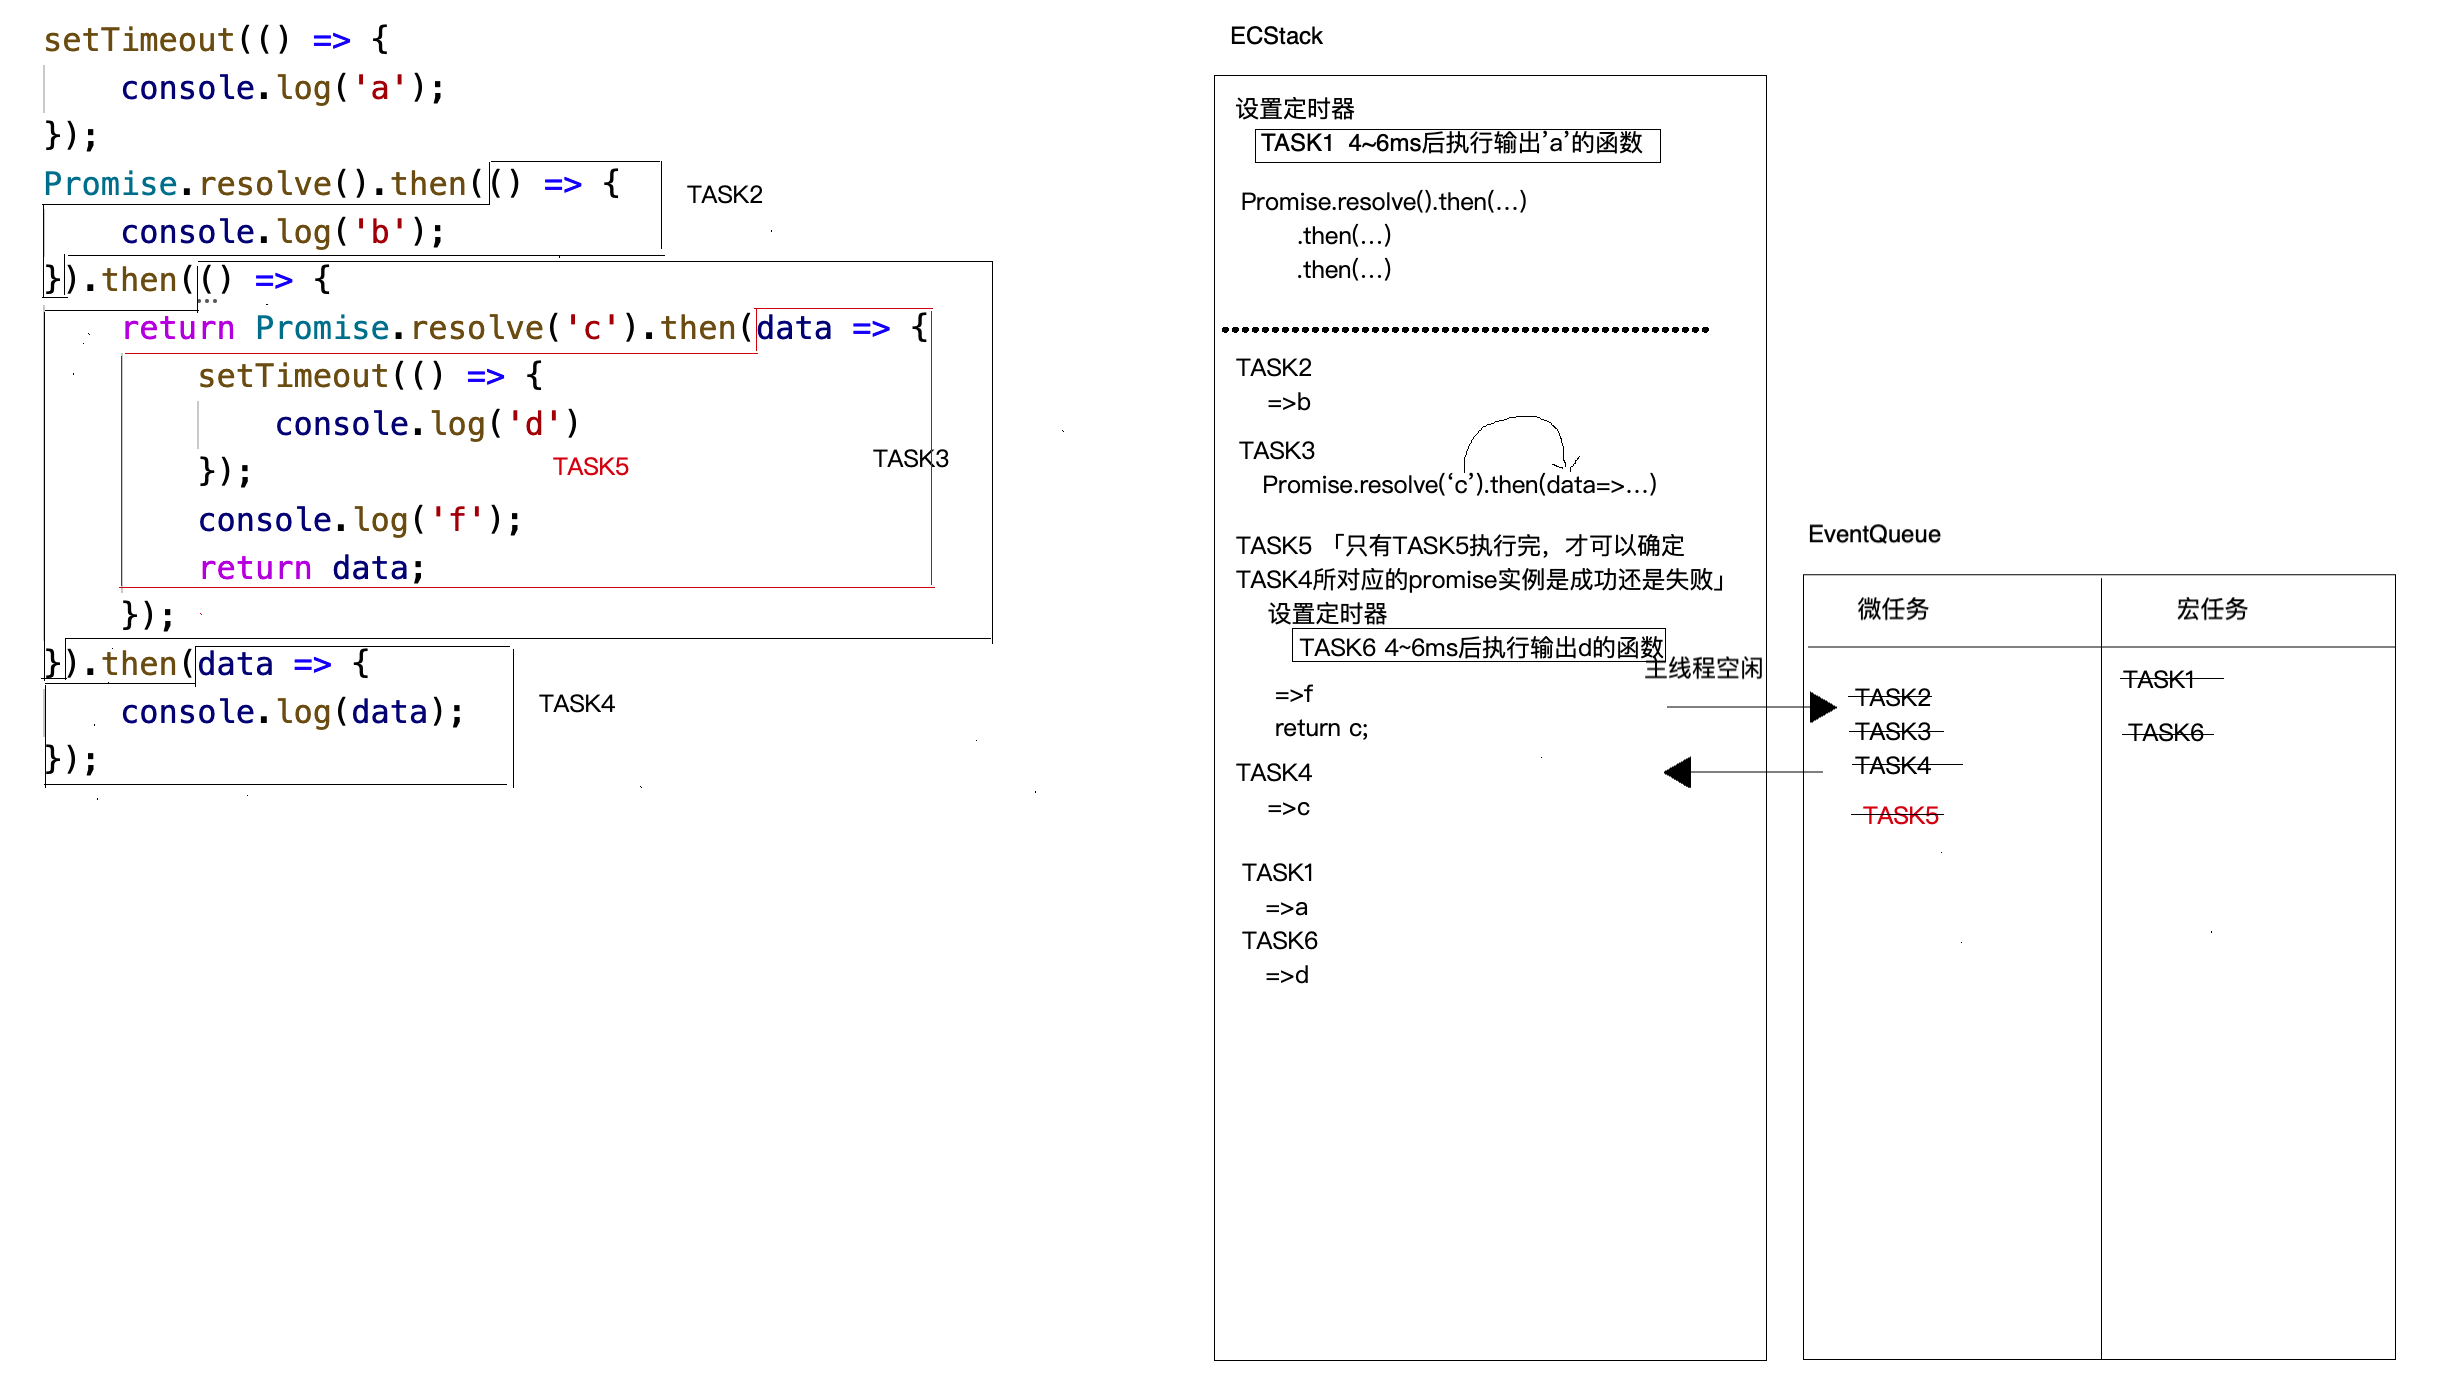 setTimeout(() => {
    console.log('a');
});
Promise.resolve().then(() => {
TASK2
    console.log('b');
}).then(() => {
    return Promise.resolve('c').then(data => {
        setTimeout(() => {
            console.log('d')
        });
TASK5
TASK3
        console.log('f');
        return data;
    });
}).then(data => {
    console.log(data);
TASK4
});
ECStack
设置定时器
TASK1 4~6ms后执行输出’a’的函数
Promise.resolve().then(...)
.then(...)
.then(...)
TASK2
=>b
TASK3
Promise.resolve(‘c’).then(data=>...)
TASK5 「只有TASK5执行完，才可以确定
TASK4所对应的promise实例是成功还是失败」
设置定时器
TASK6 4~6ms后执行输出d的函数
=>f
return c;
TASK4
=>c
TASK1
=>a
TASK6
=>d
主线程空闲
EventQueue
微任务 宏任务
TASK2 TASK1
TASK3 TASK6
TASK4
TASK5